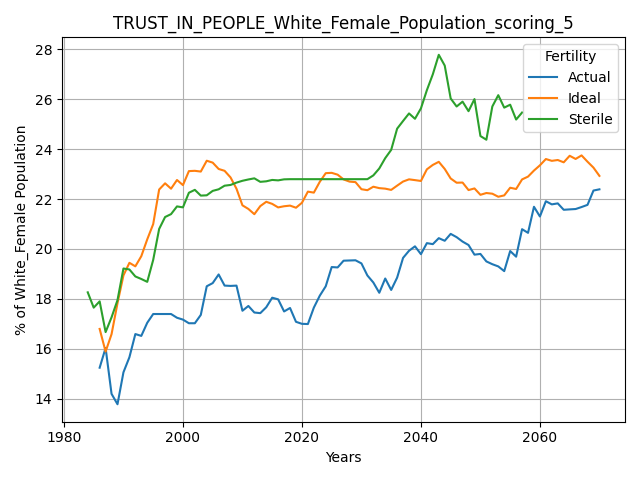 TRUST_IN_PEOPLE_White_Female_Population_scoring_5
Fertility
Actual
Ideal
Sterile
% of White_Female Population
28
26
24
22
20
18
16
14
1980
2000
2020
2040
2060
Years